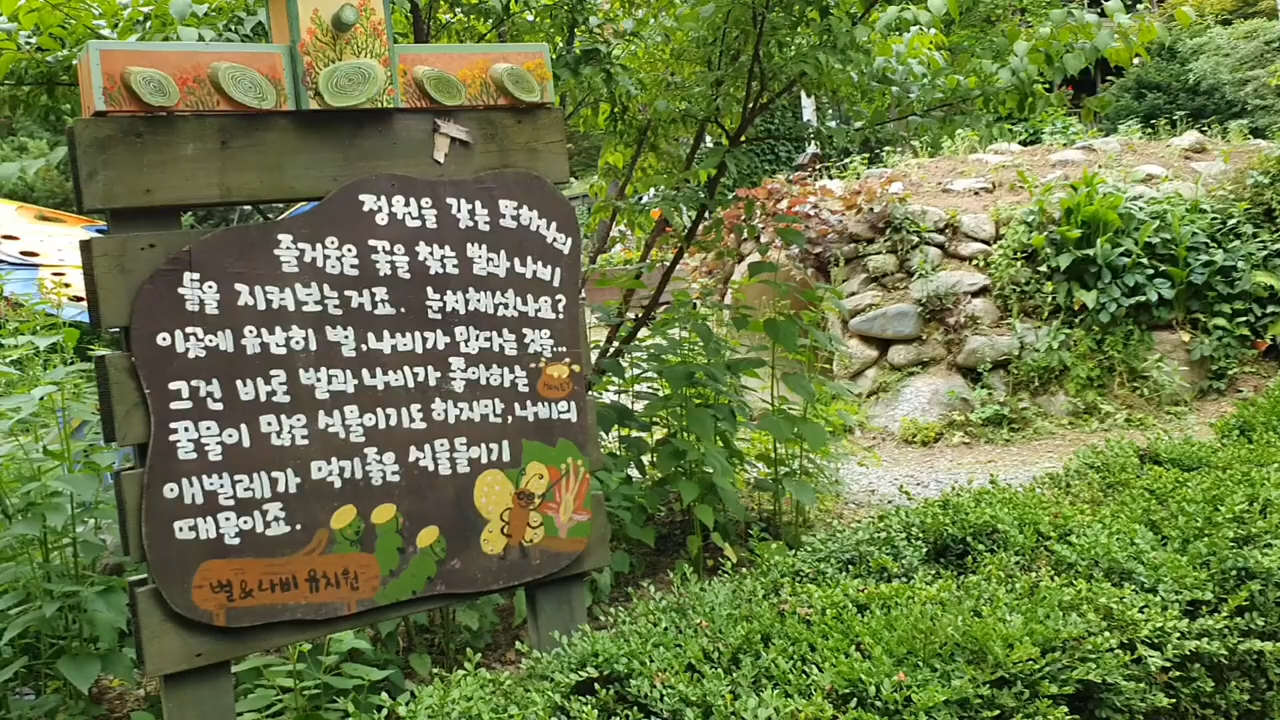 정원을 갖는 또하나의
즐거움은 꽃을 찾는 벌과 나비
들을 지켜보는거죠. 눈치채셨나요?
이곳에 유난히 벌,나비가 많다는 것을...
그건 바로 벌과 나비가 좋아하는
HONEY
꿀물이 많은 식물이기도 하지만,나비의
애벌레가 먹기좋은 식물들이기
때문이죠.
벌&나비 유치원